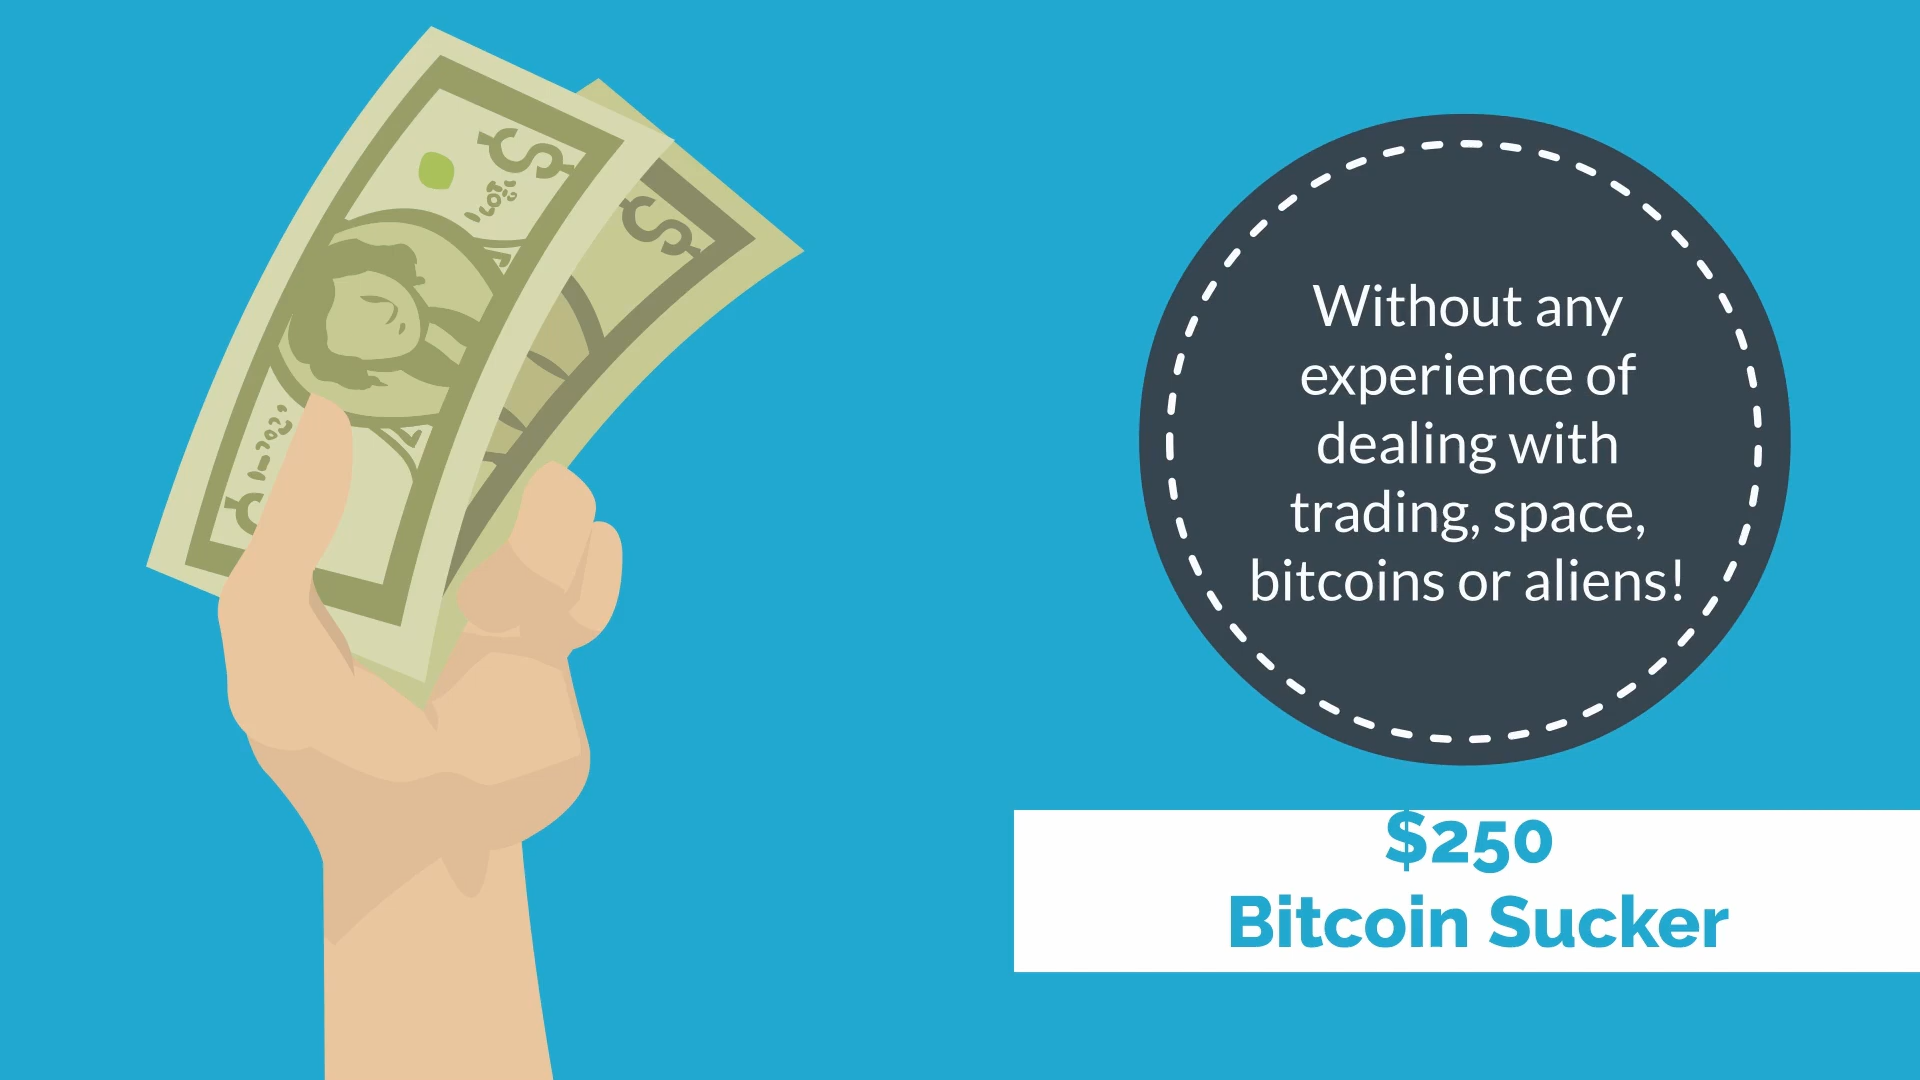 Without any
experience of
dealing with
trading, space,
bitcoins or aliens!
$250
Bitcoin Sucker
$
$